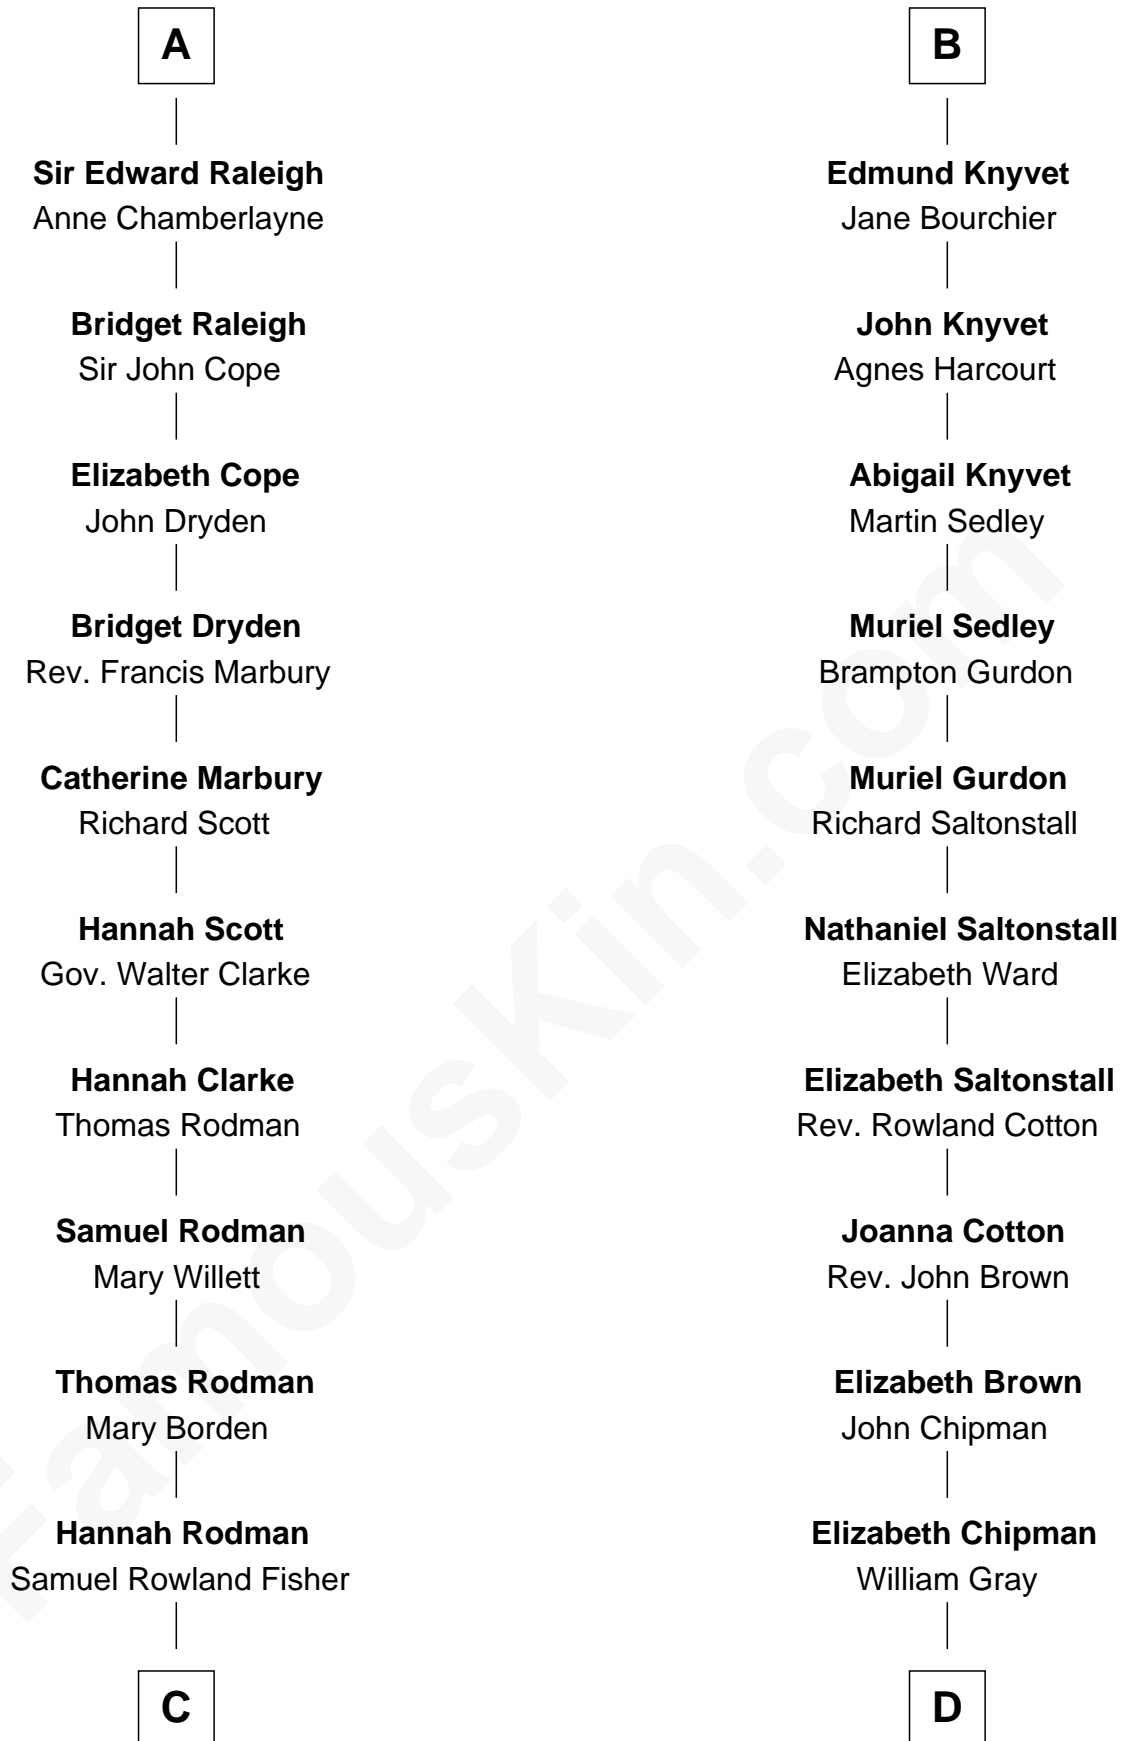 A
Sir Edward Raleigh
Anne Chamberlayne
Bridget Raleigh
Sir John Cope
Elizabeth Cope
John Dryden
Bridget Dryden
Rev. Francis Marbury
Catherine Marbury
Richard Scott
Hannah Scott
Gov. Walter Clarke
Hannah Clarke
Thomas Rodman
Samuel Rodman
Mary Willett
Thomas Rodman
Mary Borden
Hannah Rodman
Samuel Rowland Fisher
C
B
Edmund Knyvet
Jane Bourchier
John Knyvet
Agnes Harcourt
Abigail Knyvet
Martin Sedley
Muriel Sedley
Brampton Gurdon
Muriel Gurdon
Richard Saltonstall
Nathaniel Saltonstall
Elizabeth Ward
Elizabeth Saltonstall
Rev. Rowland Cotton
Joanna Cotton
Rev. John Brown
Elizabeth Brown
John Chipman
Elizabeth Chipman
William Gray
D
FamousKin.com